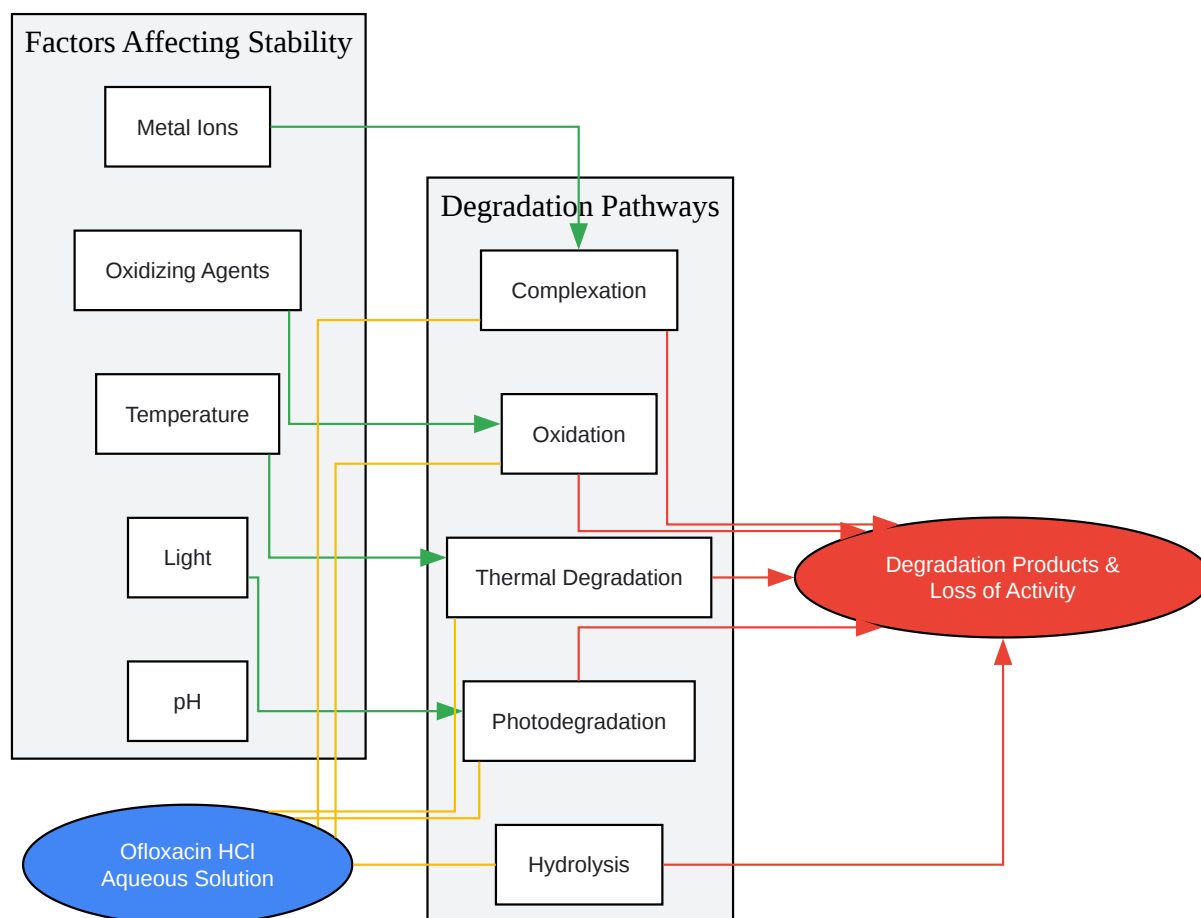 Factors Affecting Stability
Metal Ions
Oxidizing Agents
Temperature
Light
pH
Ofloxacin HCl
Aqueous Solution
Degradation Pathways
Complexation
Oxidation
Thermal Degradation
Photodegradation
Hydrolysis
Degradation Products &
Loss of Activity